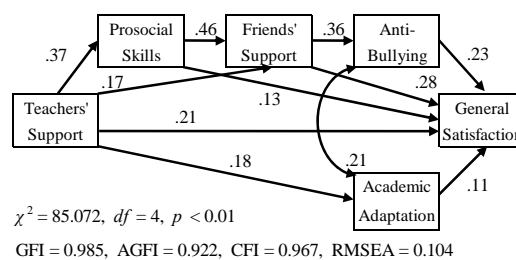 Prosocial
Skills
Friends'
Support
Anti-
Bullying
Teachers'
Support
General
Satisfaction
Academic
Adaptation
.37
.46
.36
.23
.17
.28
.13
.21
.18
.21
.11
χ² = 85.072, df = 4, p < 0.01
GFI = 0.985, AGFI = 0.922, CFI = 0.967, RMSEA = 0.104